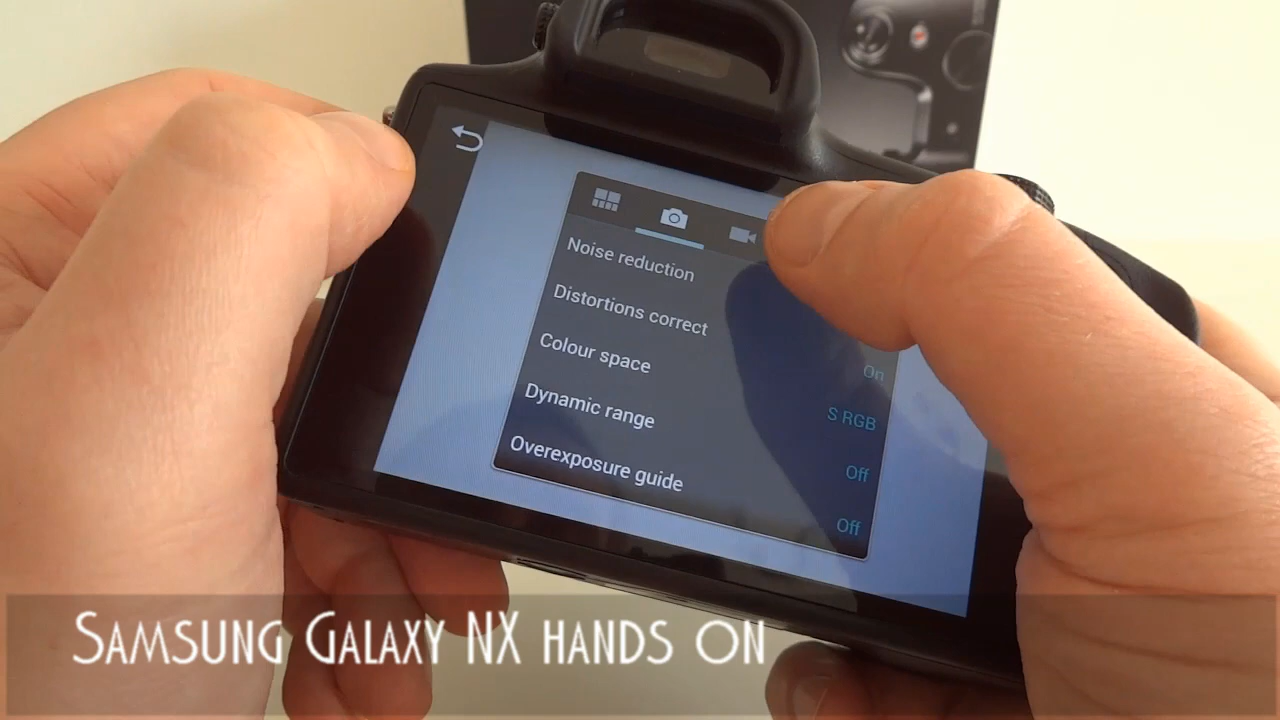 Noise reduction
Distortions correct
On
Colour space
S RGB
Dynamic range
Off
Overexposure guide
Off
SAMSUNG GALAXY NX HANDS ON